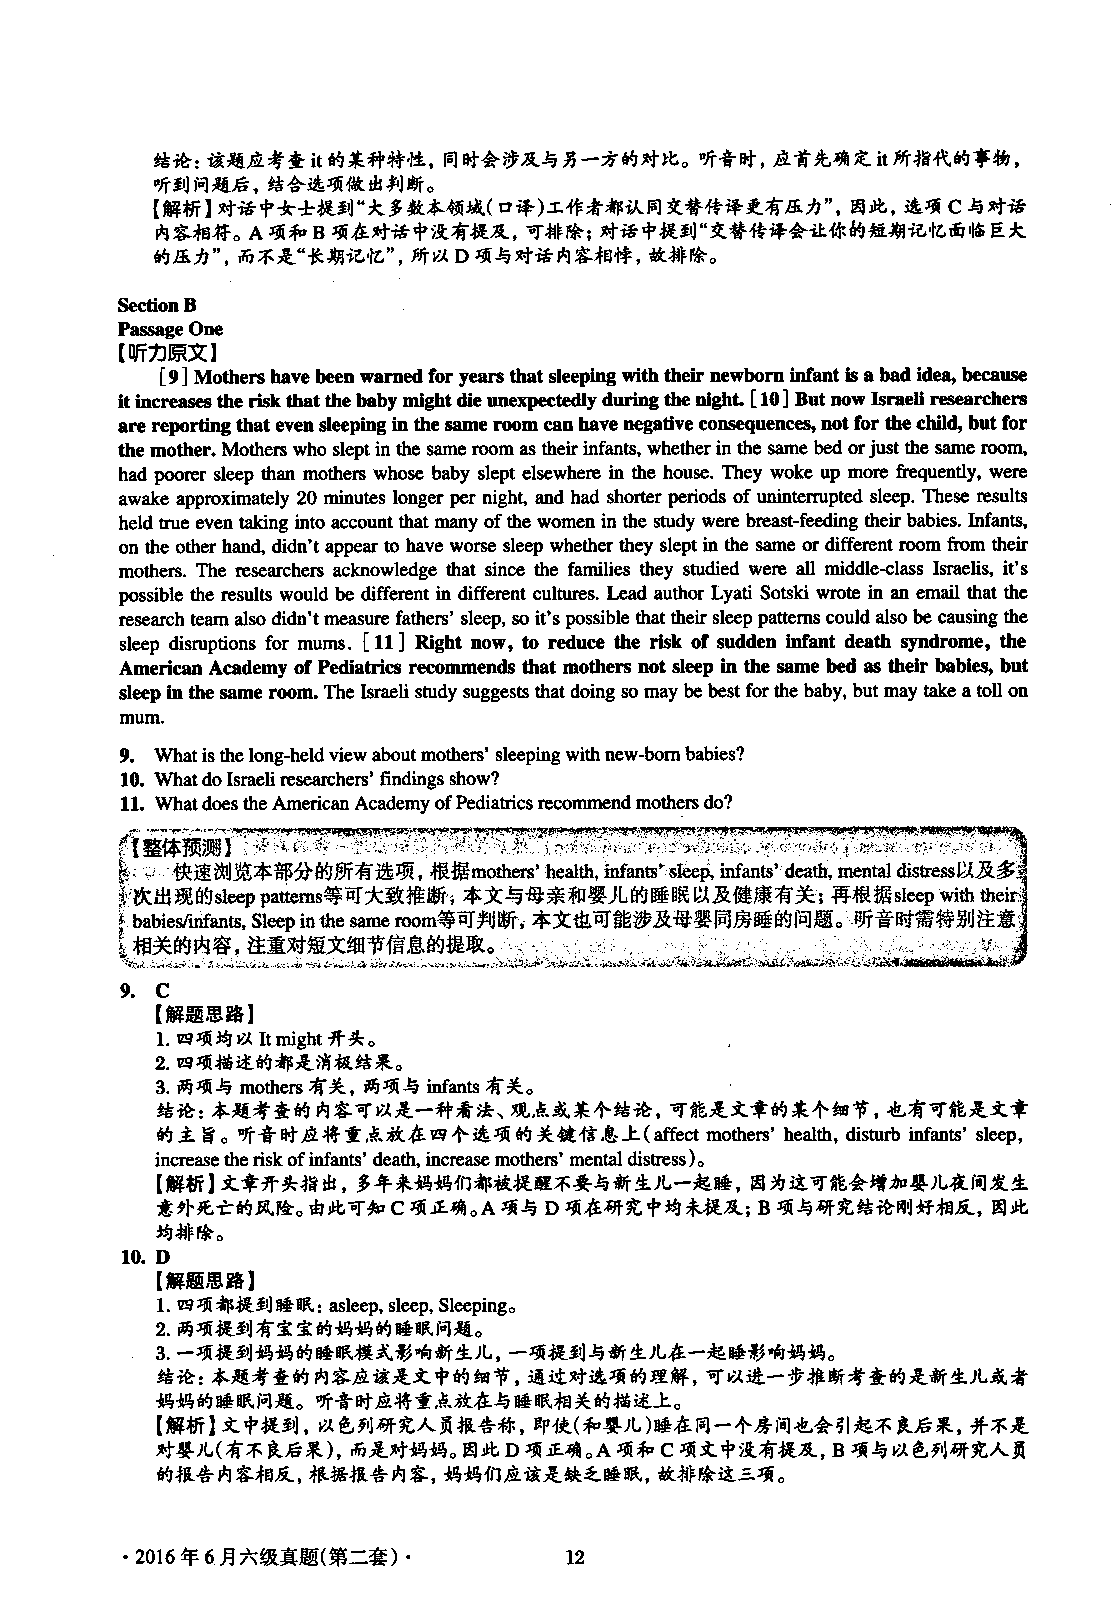 结论:该题应考查 it 的某种特性,同时会涉及与另一方的对比。听音时,应首先确定 it 所指代的事物,
听到问题后,结合选项做出判断。
【解析】对话中女士提到“大多数本领域(口译)工作者都认同交替传译更有压力”,因此,选项 C 与对话
内容相符。A 项和 B 项在对话中没有提及,可排除;对话中提到“交替传译会让你的短期记忆面临巨大
的压力”,而不是“长期记忆”,所以 D 项与对话内容相悖,故排除。
Section B
Passage One
【听力原文】
[9] Mothers have been warned for years that sleeping with their newborn infant is a bad idea, because
it increases the risk that the baby might die unexpectedly during the night. [10] But now Israeli researchers
are reporting that even sleeping in the same room can have negative consequences, not for the child, but for
the mother. Mothers who slept in the same room as their infants, whether in the same bed or just the same room,
had poorer sleep than mothers whose baby slept elsewhere in the house. They woke up more frequently, were
awake approximately 20 minutes longer per night, and had shorter periods of uninterrupted sleep. These results
held true even taking into account that many of the women in the study were breast-feeding their babies. Infants,
on the other hand, didn't appear to have worse sleep whether they slept in the same or different room from their
mothers. The researchers acknowledge that since the families they studied were all middle-class Israelis, it's
possible the results would be different in different cultures. Lead author Lyati Sotski wrote in an email that the
research team also didn't measure fathers' sleep, so it's possible that their sleep patterns could also be causing the
sleep disruptions for mums. [11] Right now, to reduce the risk of sudden infant death syndrome, the
American Academy of Pediatrics recommends that mothers not sleep in the same bed as their babies, but
sleep in the same room. The Israeli study suggests that doing so may be best for the baby, but may take a toll on
mum.
9. What is the long-held view about mothers' sleeping with new-born babies?
10. What do Israeli researchers' findings show?
11. What does the American Academy of Pediatrics recommend mothers do?
【整体预测】
快速浏览本部分的所有选项,根据mothers' health, infants' sleep, infants' death, mental distress以及多
次出现的sleep patterns等可大致推断,本文与母亲和婴儿的睡眠以及健康有关;再根据sleep with their
babies/infants, Sleep in the same room等可判断,本文也可能涉及母婴同房睡的问题。听音时需特别注意
相关的内容,注重对短文细节信息的提取。
9. C
【解题思路】
1. 四项均以 It might 开头。
2. 四项描述的都是消极结果。
3. 两项与 mothers 有关,两项与 infants 有关。
结论:本题考查的内容可以是一种看法、观点或某个结论,可能是文章的某个细节,也有可能是文章
的主旨。听音时应将重点放在四个选项的关键信息上(affect mothers' health, disturb infants' sleep,
increase the risk of infants' death, increase mothers' mental distress)。
【解析】文章开头指出,多年来妈妈们都被提醒不要与新生儿一起睡,因为这可能会增加婴儿夜间发生
意外死亡的风险。由此可知 C 项正确。A 项与 D 项在研究中均未提及;B 项与研究结论刚好相反,因此
均排除。
10. D
【解题思路】
1. 四项都提到睡眠:asleep, sleep, Sleeping。
2. 两项提到有宝宝的妈妈的睡眠问题。
3. 一项提到妈妈的睡眠模式影响新生儿,一项提到与新生儿在一起睡影响妈妈。
结论:本题考查的内容应该是文中的细节,通过对选项的理解,可以进一步推断考查的是新生儿或者
妈妈的睡眠问题。听音时应将重点放在与睡眠相关的描述上。
【解析】文中提到,以色列研究人员报告称,即使(和婴儿)睡在同一个房间也会引起不良后果,并不是
对婴儿(有不良后果),而是对妈妈。因此 D 项正确。A 项和 C 项文中没有提及,B 项与以色列研究人员
的报告内容相反,根据报告内容,妈妈们应该是缺乏睡眠,故排除这三项。
·2016 年 6 月六级真题(第二套)· 12